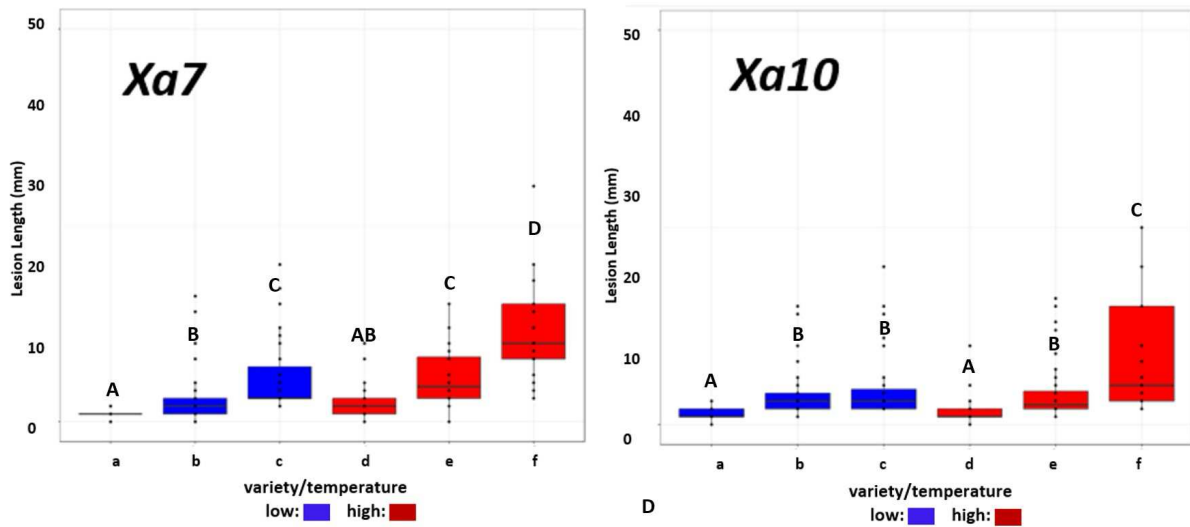 Xa7
50
40
30
20
10
0
Lesion Length (mm)
A
B
C
AB
C
D
a b c d e f
variety/temperature
low: high:
Xa10
50
40
30
20
10
0
Lesion Length (mm)
A
B
B
A
B
C
a b c d e f
variety/temperature
low: high:
D